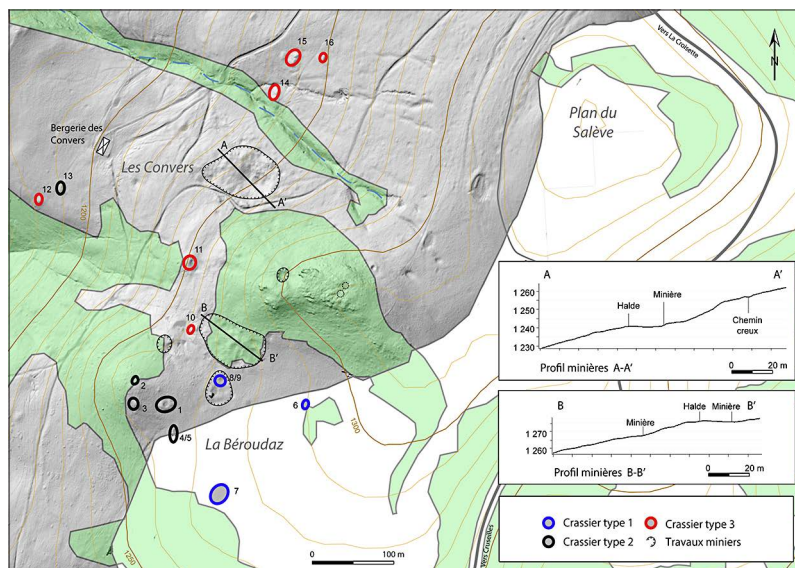 15
16
Vers La Croisette
N
14
Plan du
Salève
Bergerie des
Convers
A
Les Convers
13
12
A'
1250
11
B
10
B'
2
8/9
3
1
6
4/5
La Béroudaz
1300
7
1250
Vers Cruseilles
0 100 m
A A'
1 260
1 250
1 240
1 230
Halde
Minière
Chemin
creux
Profil minières A-A'
0 20 m
B B'
Minière
Halde
Minière
1 270
1 260
Profil minières B-B'
0 20 m
Crassier type 1
Crassier type 3
Crassier type 2
Travaux miniers